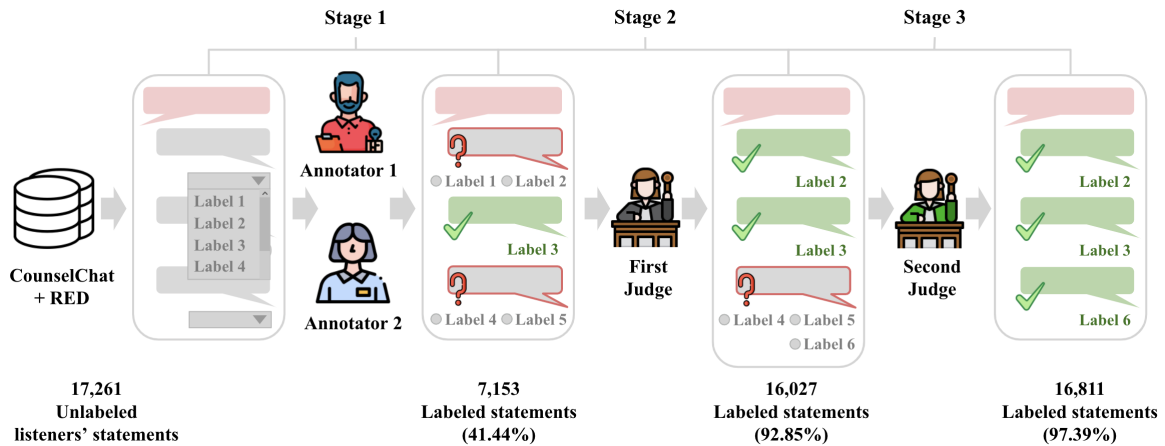 Stage 1
Stage 2
Stage 3
CounselChat
+ RED
Label 1
Label 2
Label 3
Label 4
Annotator 1
Annotator 2
?
Label 1 Label 2
Label 3
?
Label 4 Label 5
First
Judge
Label 2
Label 3
?
Label 4 Label 5
Label 6
Second
Judge
Label 2
Label 3
Label 6
17,261
Unlabeled
listeners’ statements
7,153
Labeled statements
(41.44%)
16,027
Labeled statements
(92.85%)
16,811
Labeled statements
(97.39%)